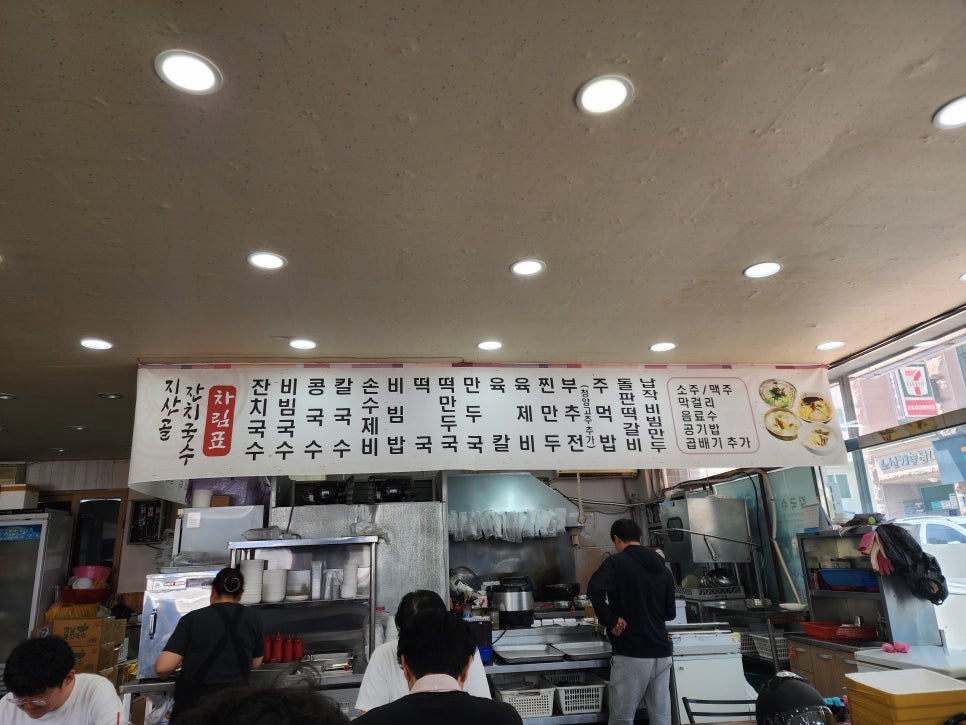 지산골
잔치국수
차림표
잔치국수
비빔국수
콩국수
칼국수
손수제비
비빔밥
떡국
떡만두국
만두국
육칼
육제비
찐만두
부추전
(청양고추추가)
주먹밥
돌판떡갈비
납작비빔만두
소주/맥주
막걸리
음료수
공기밥
곱배기 추가